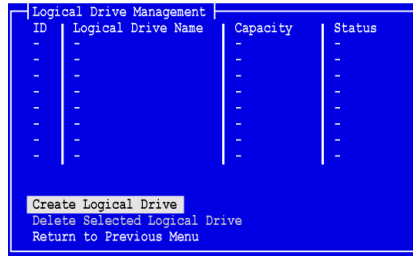 Logical Drive Management
ID Logical Drive Name Capacity Status
- - - -
- - - -
- - - -
- - - -
- - - -
- - - -
- - - -
- - - -
Create Logical Drive
Delete Selected Logical Drive
Return to Previous Menu